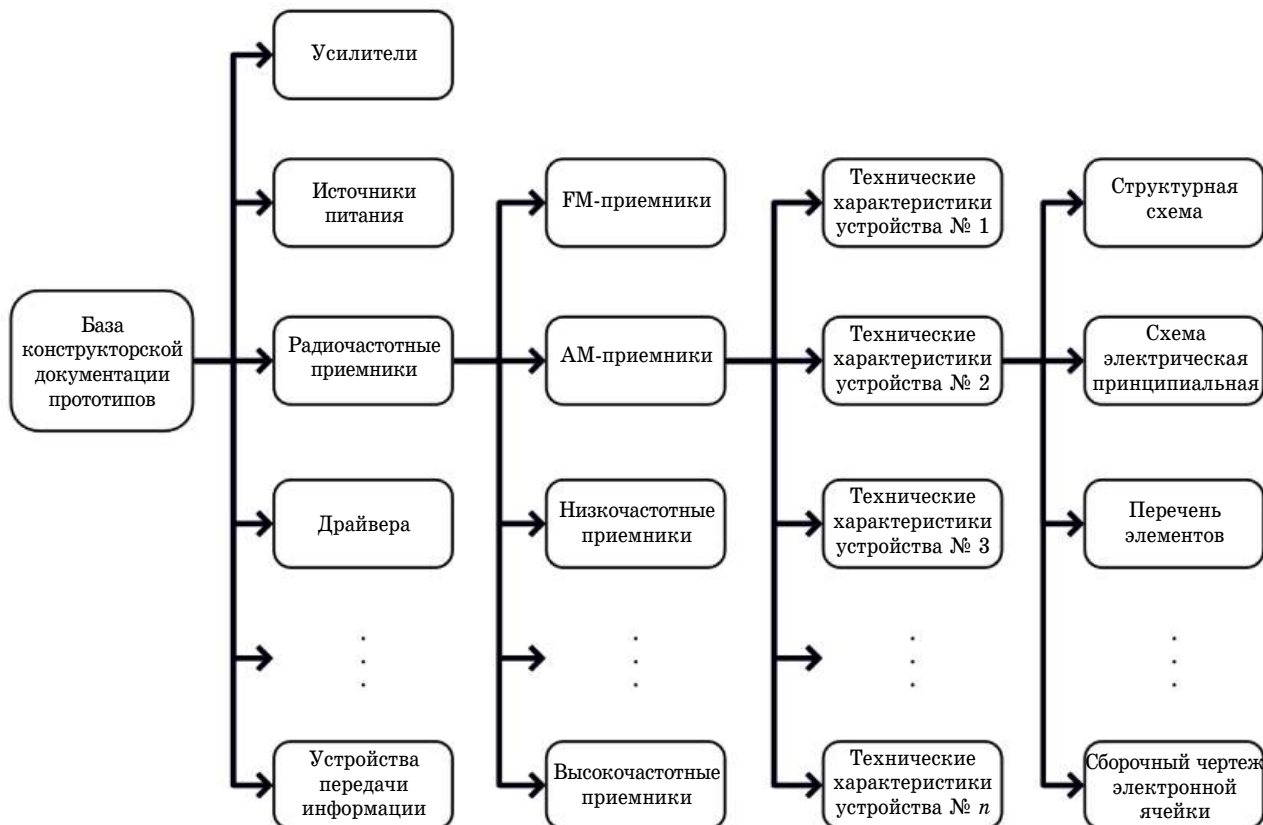 База
конструкторской
документации
прототипов
Усилители
Источники
питания
Радиочастотные
приемники
Драйвера
.
.
.
Устройства
передачи
информации
FM-приемники
АМ-приемники
Низкочастотные
приемники
.
.
.
Высокочастотные
приемники
Технические
характеристики
устройства № 1
Технические
характеристики
устройства № 2
Технические
характеристики
устройства № 3
.
.
.
Технические
характеристики
устройства № n
Структурная
схема
Схема
электрическая
принципиальная
Перечень
элементов
.
.
.
Сборочный чертеж
электронной
ячейки